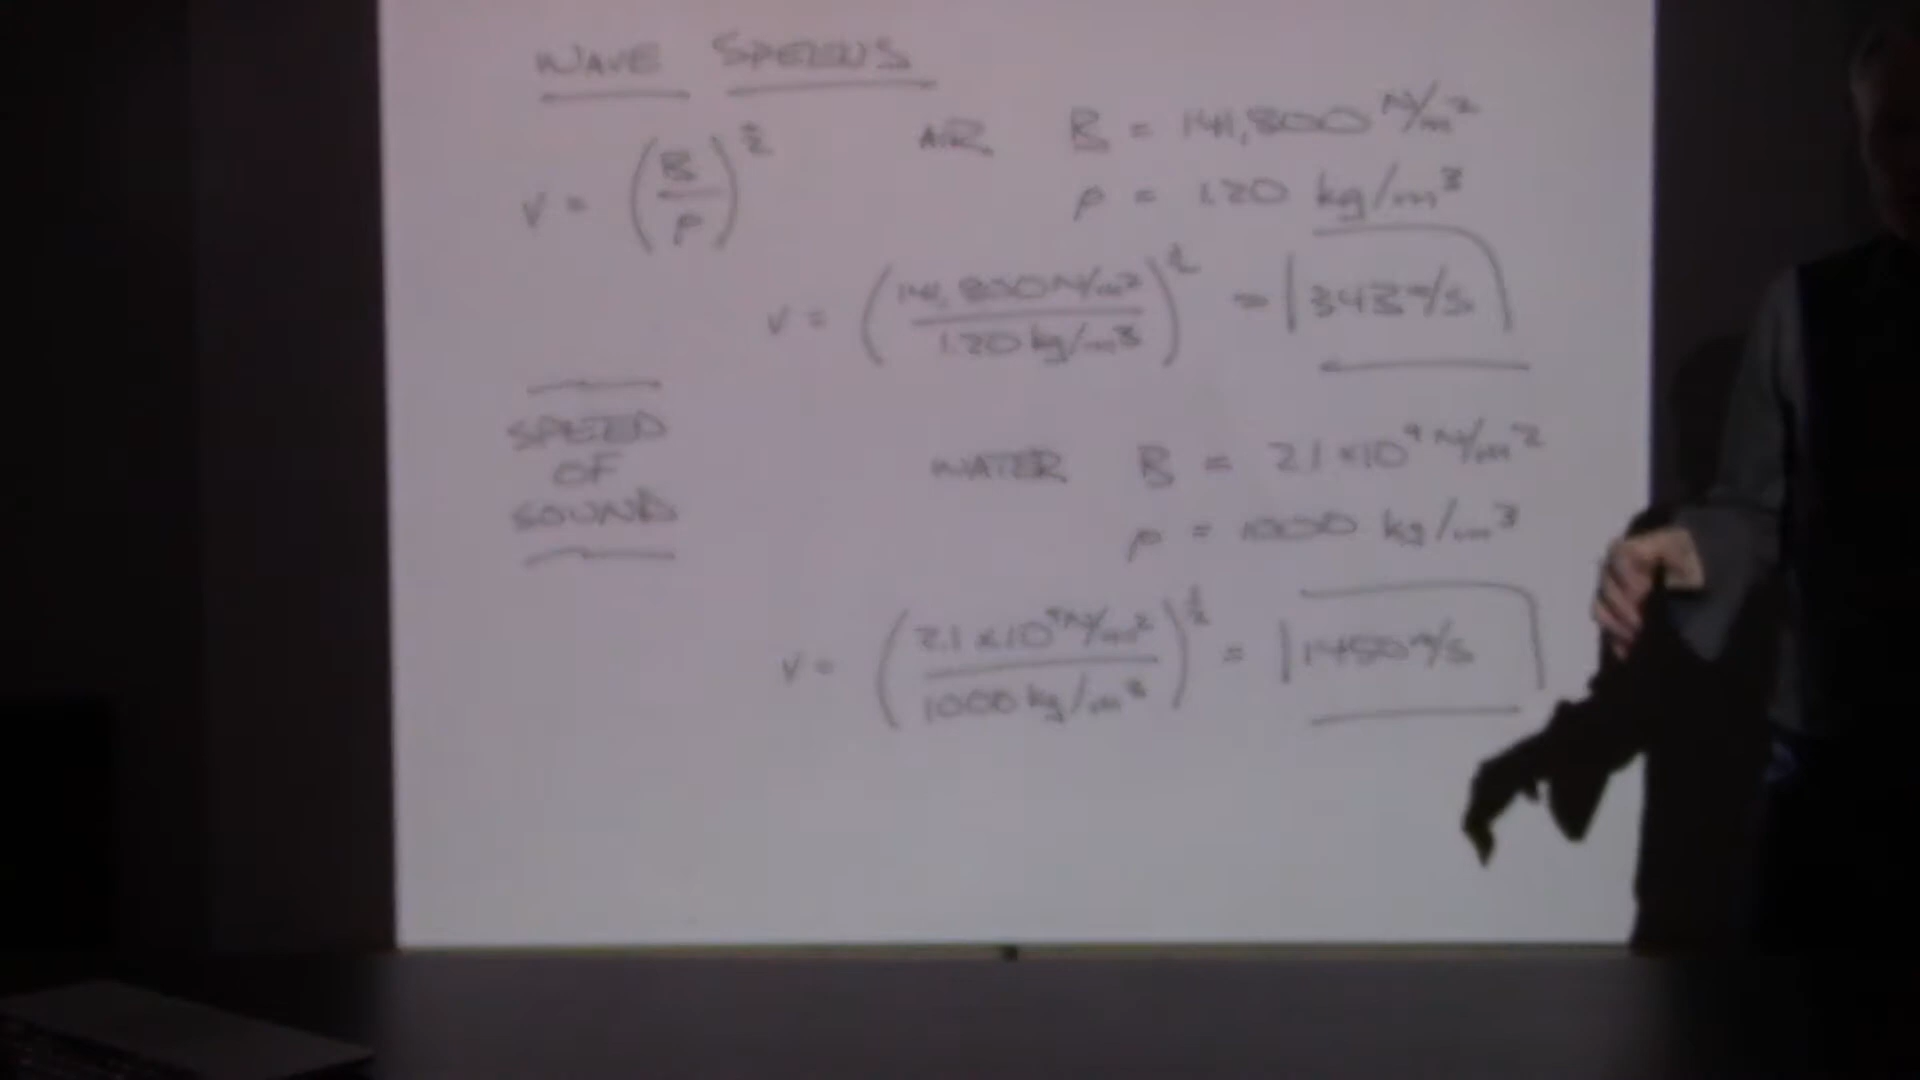 WAVE SPEEDS
v = (B/ρ)^½
AIR B = 141,800 N/m²
ρ = 1.20 kg/m³
v = (141,800 N/m² / 1.20 kg/m³)^½ = 343 m/s
SPEED
OF
SOUND
WATER B = 2.1 × 10⁹ N/m²
ρ = 1000 kg/m³
v = (2.1 × 10⁹ N/m² / 1000 kg/m³)^½ = 1450 m/s